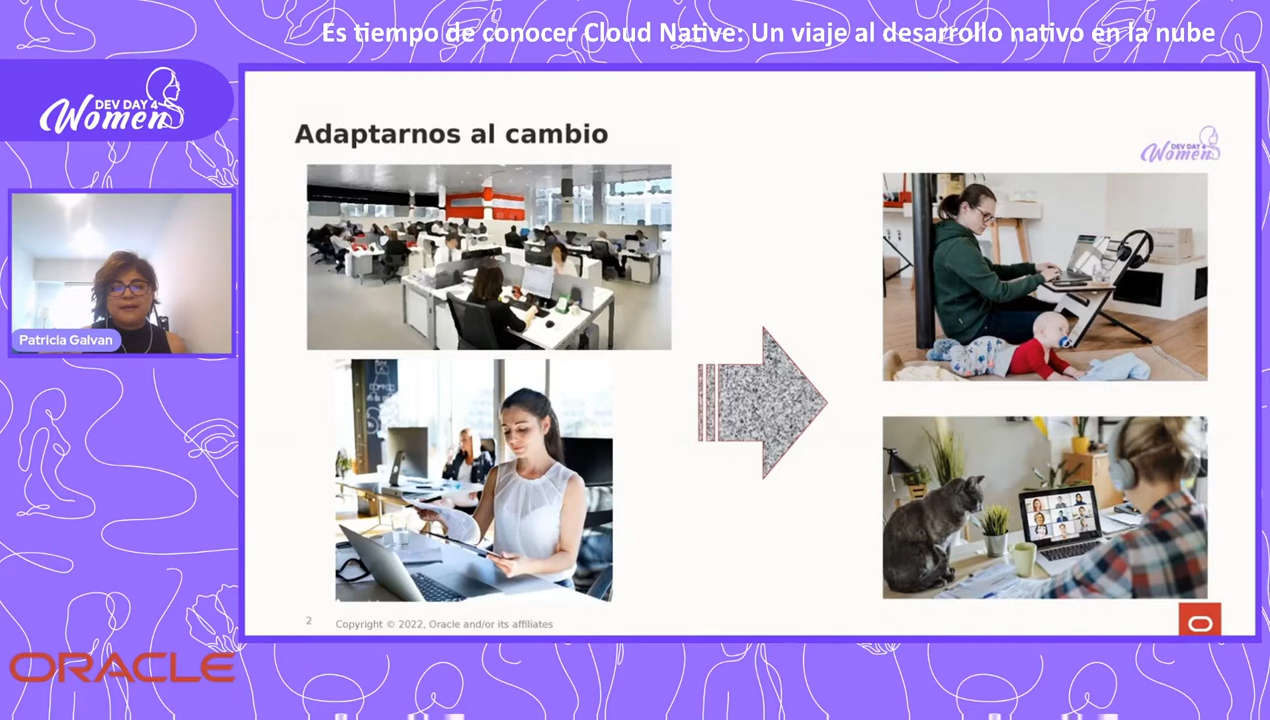 Es tiempo de conocer Cloud Native: Un viaje al desarrollo nativo en la nube
DEV DAY 4
Women
Adaptarnos al cambio
DEV DAY 4
Women
Patricia Galvan
2
Copyright © 2022, Oracle and/or its affiliates
ORACLE